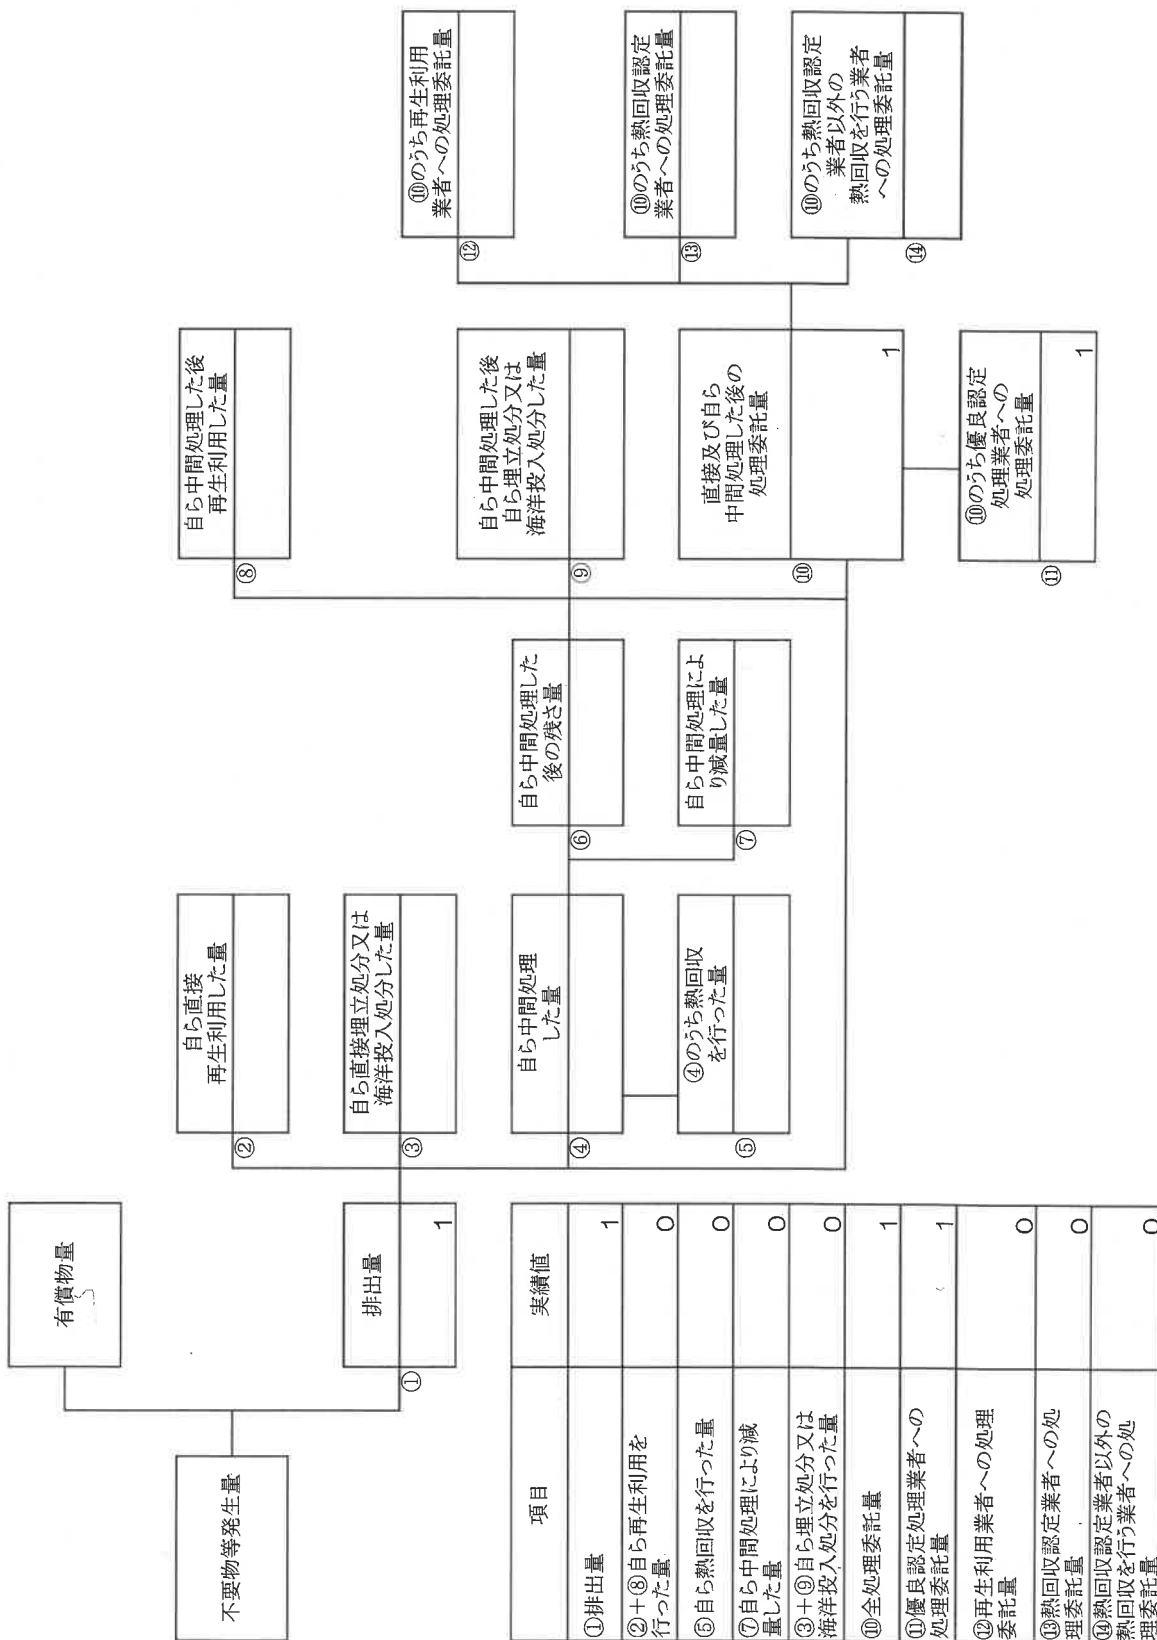 不要物等発生量
有償物量
排出量
①
1
自ら直接
再生利用した量
②
自ら直接埋立処分又は
海洋投入処分した量
③
自ら中間処理
した量
④
④のうち熱回収
を行った量
⑤
自ら中間処理した
後の残さ量
⑥
自ら中間処理によ
り減量した量
⑦
自ら中間処理した後
再生利用した量
⑧
自ら中間処理した後
自ら埋立処分又は
海洋投入処分した量
⑨
直接及び自ら
中間処理した後の
処理委託量
⑩
1
⑩のうち優良認定
処理業者への
処理委託量
⑪
1
⑩のうち再生利用
業者への処理委託量
⑫
⑩のうち熱回収認定
業者への処理委託量
⑬
⑩のうち熱回収認定
業者以外の
熱回収を行う業者
への処理委託量
⑭
項目 実績値
①排出量 1
②+⑧自ら再生利用を
行った量 0
⑤自ら熱回収を行った量 0
⑦自ら中間処理により減
量した量 0
③+⑨自ら埋立処分又は
海洋投入処分を行った量 0
⑩全処理委託量 1
⑪優良認定処理業者への
処理委託量 1
⑫再生利用業者への処理
委託量 0
⑬熱回収認定業者への処
理委託量 0
⑭熱回収認定業者以外の
熱回収を行う業者への処
理委託量 0